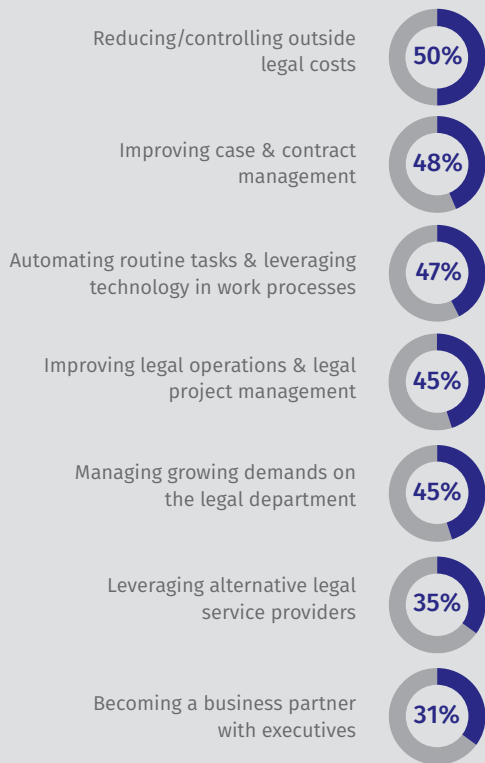 Reducing/controlling outside
legal costs
50%
Improving case & contract
management
48%
Automating routine tasks & leveraging
technology in work processes
47%
Improving legal operations & legal
project management
45%
Managing growing demands on
the legal department
45%
Leveraging alternative legal
service providers
35%
Becoming a business partner
with executives
31%